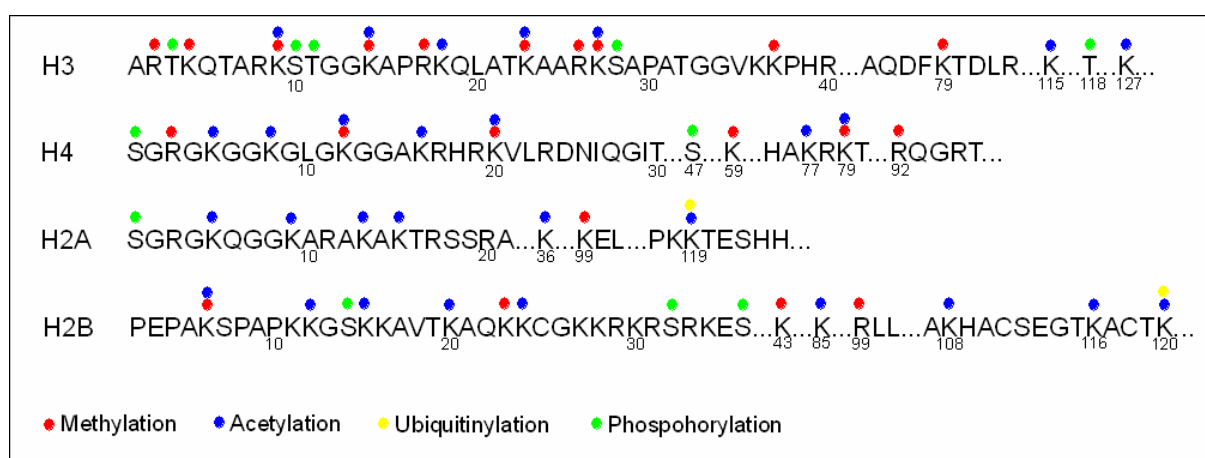 H3 ARTKQTARKSTGGKAPRKQLATKAARKSAPATGGVKKPHR...AQDFKTDLR...K...T...K...
10 20 30 40 79 115 118 127
H4 SGRGKGGKGLGKGGAKRHRKVLRDNIQGIT...S...K...HAKRKT...RQGRT...
10 20 30 47 59 77 79 92
H2A SGRGKQGGKARAKAKTRSSRA...K...KEL...PKKTESHH...
10 20 36 99 119
H2B PEPAKSPAPKKGSKKAVTKAQKKCGKKRKRSRKES...K...K...RLL...AKHACSEGTKACTK...
10 20 30 43 85 99 108 116 120
Methylation Acetylation Ubiquitinylation Phospohorylation